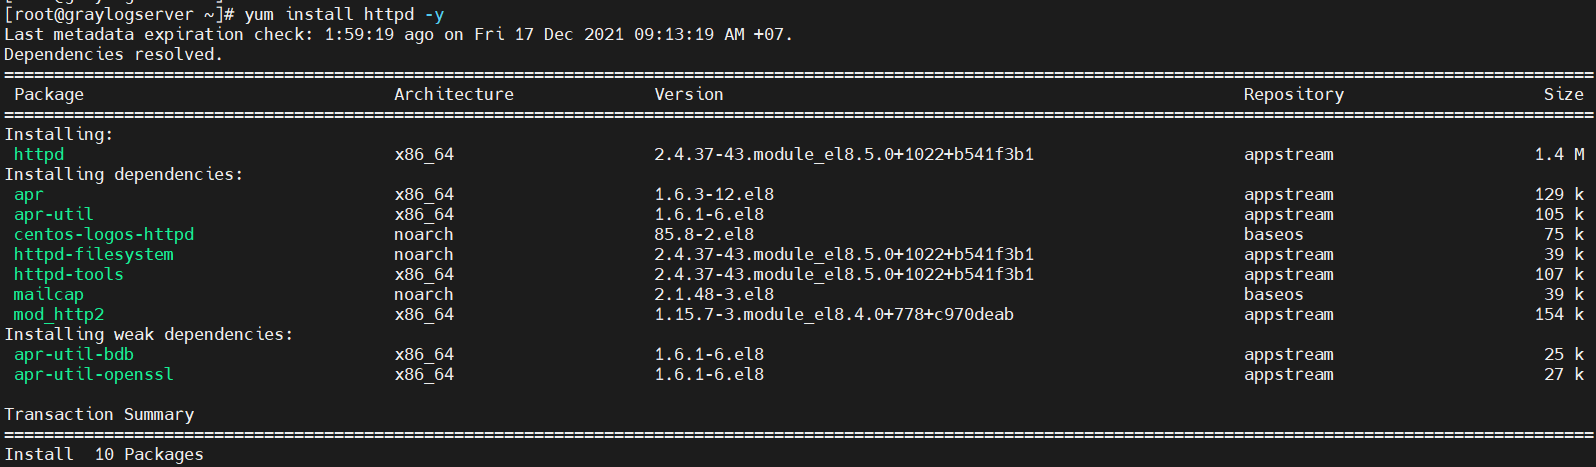 [root@graylogserver ~]# yum install httpd -y
Last metadata expiration check: 1:59:19 ago on Fri 17 Dec 2021 09:13:19 AM +07.
Dependencies resolved.
================================================================================
Package Architecture Version Repository Size
================================================================================
Installing:
httpd x86_64 2.4.37-43.module_el8.5.0+1022+b541f3b1 appstream 1.4 M
Installing dependencies:
apr x86_64 1.6.3-12.el8 appstream 129 k
apr-util x86_64 1.6.1-6.el8 appstream 105 k
centos-logos-httpd noarch 85.8-2.el8 baseos 75 k
httpd-filesystem noarch 2.4.37-43.module_el8.5.0+1022+b541f3b1 appstream 39 k
httpd-tools x86_64 2.4.37-43.module_el8.5.0+1022+b541f3b1 appstream 107 k
mailcap noarch 2.1.48-3.el8 baseos 39 k
mod_http2 x86_64 1.15.7-3.module_el8.4.0+778+c970deab appstream 154 k
Installing weak dependencies:
apr-util-bdb x86_64 1.6.1-6.el8 appstream 25 k
apr-util-openssl x86_64 1.6.1-6.el8 appstream 27 k
Transaction Summary
================================================================================
Install 10 Packages